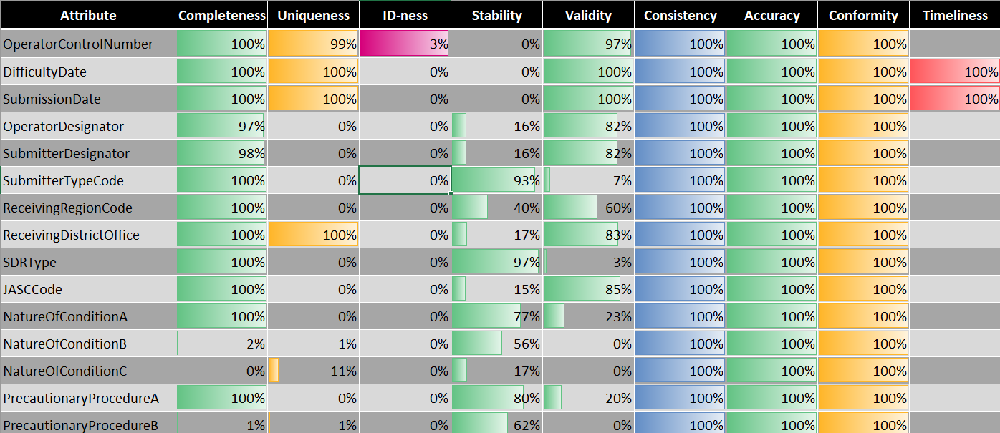 Attribute Completeness Uniqueness ID-ness Stability Validity Consistency Accuracy Conformity Timeliness
OperatorControlNumber 100% 99% 3% 0% 97% 100% 100% 100%
DifficultyDate 100% 100% 0% 0% 100% 100% 100% 100% 100%
SubmissionDate 100% 100% 0% 0% 100% 100% 100% 100% 100%
OperatorDesignator 97% 0% 0% 16% 82% 100% 100% 100%
SubmitterDesignator 98% 0% 0% 16% 82% 100% 100% 100%
SubmitterTypeCode 100% 0% 0% 93% 7% 100% 100% 100%
ReceivingRegionCode 100% 0% 0% 40% 60% 100% 100% 100%
ReceivingDistrictOffice 100% 100% 0% 17% 83% 100% 100% 100%
SDRType 100% 0% 0% 97% 3% 100% 100% 100%
JASCCode 100% 0% 0% 15% 85% 100% 100% 100%
NatureOfConditionA 100% 0% 0% 77% 23% 100% 100% 100%
NatureOfConditionB 2% 1% 0% 56% 0% 100% 100% 100%
NatureOfConditionC 0% 11% 0% 17% 0% 100% 100% 100%
PrecautionaryProcedureA 100% 0% 0% 80% 20% 100% 100% 100%
PrecautionaryProcedureB 1% 1% 0% 62% 0% 100% 100% 100%